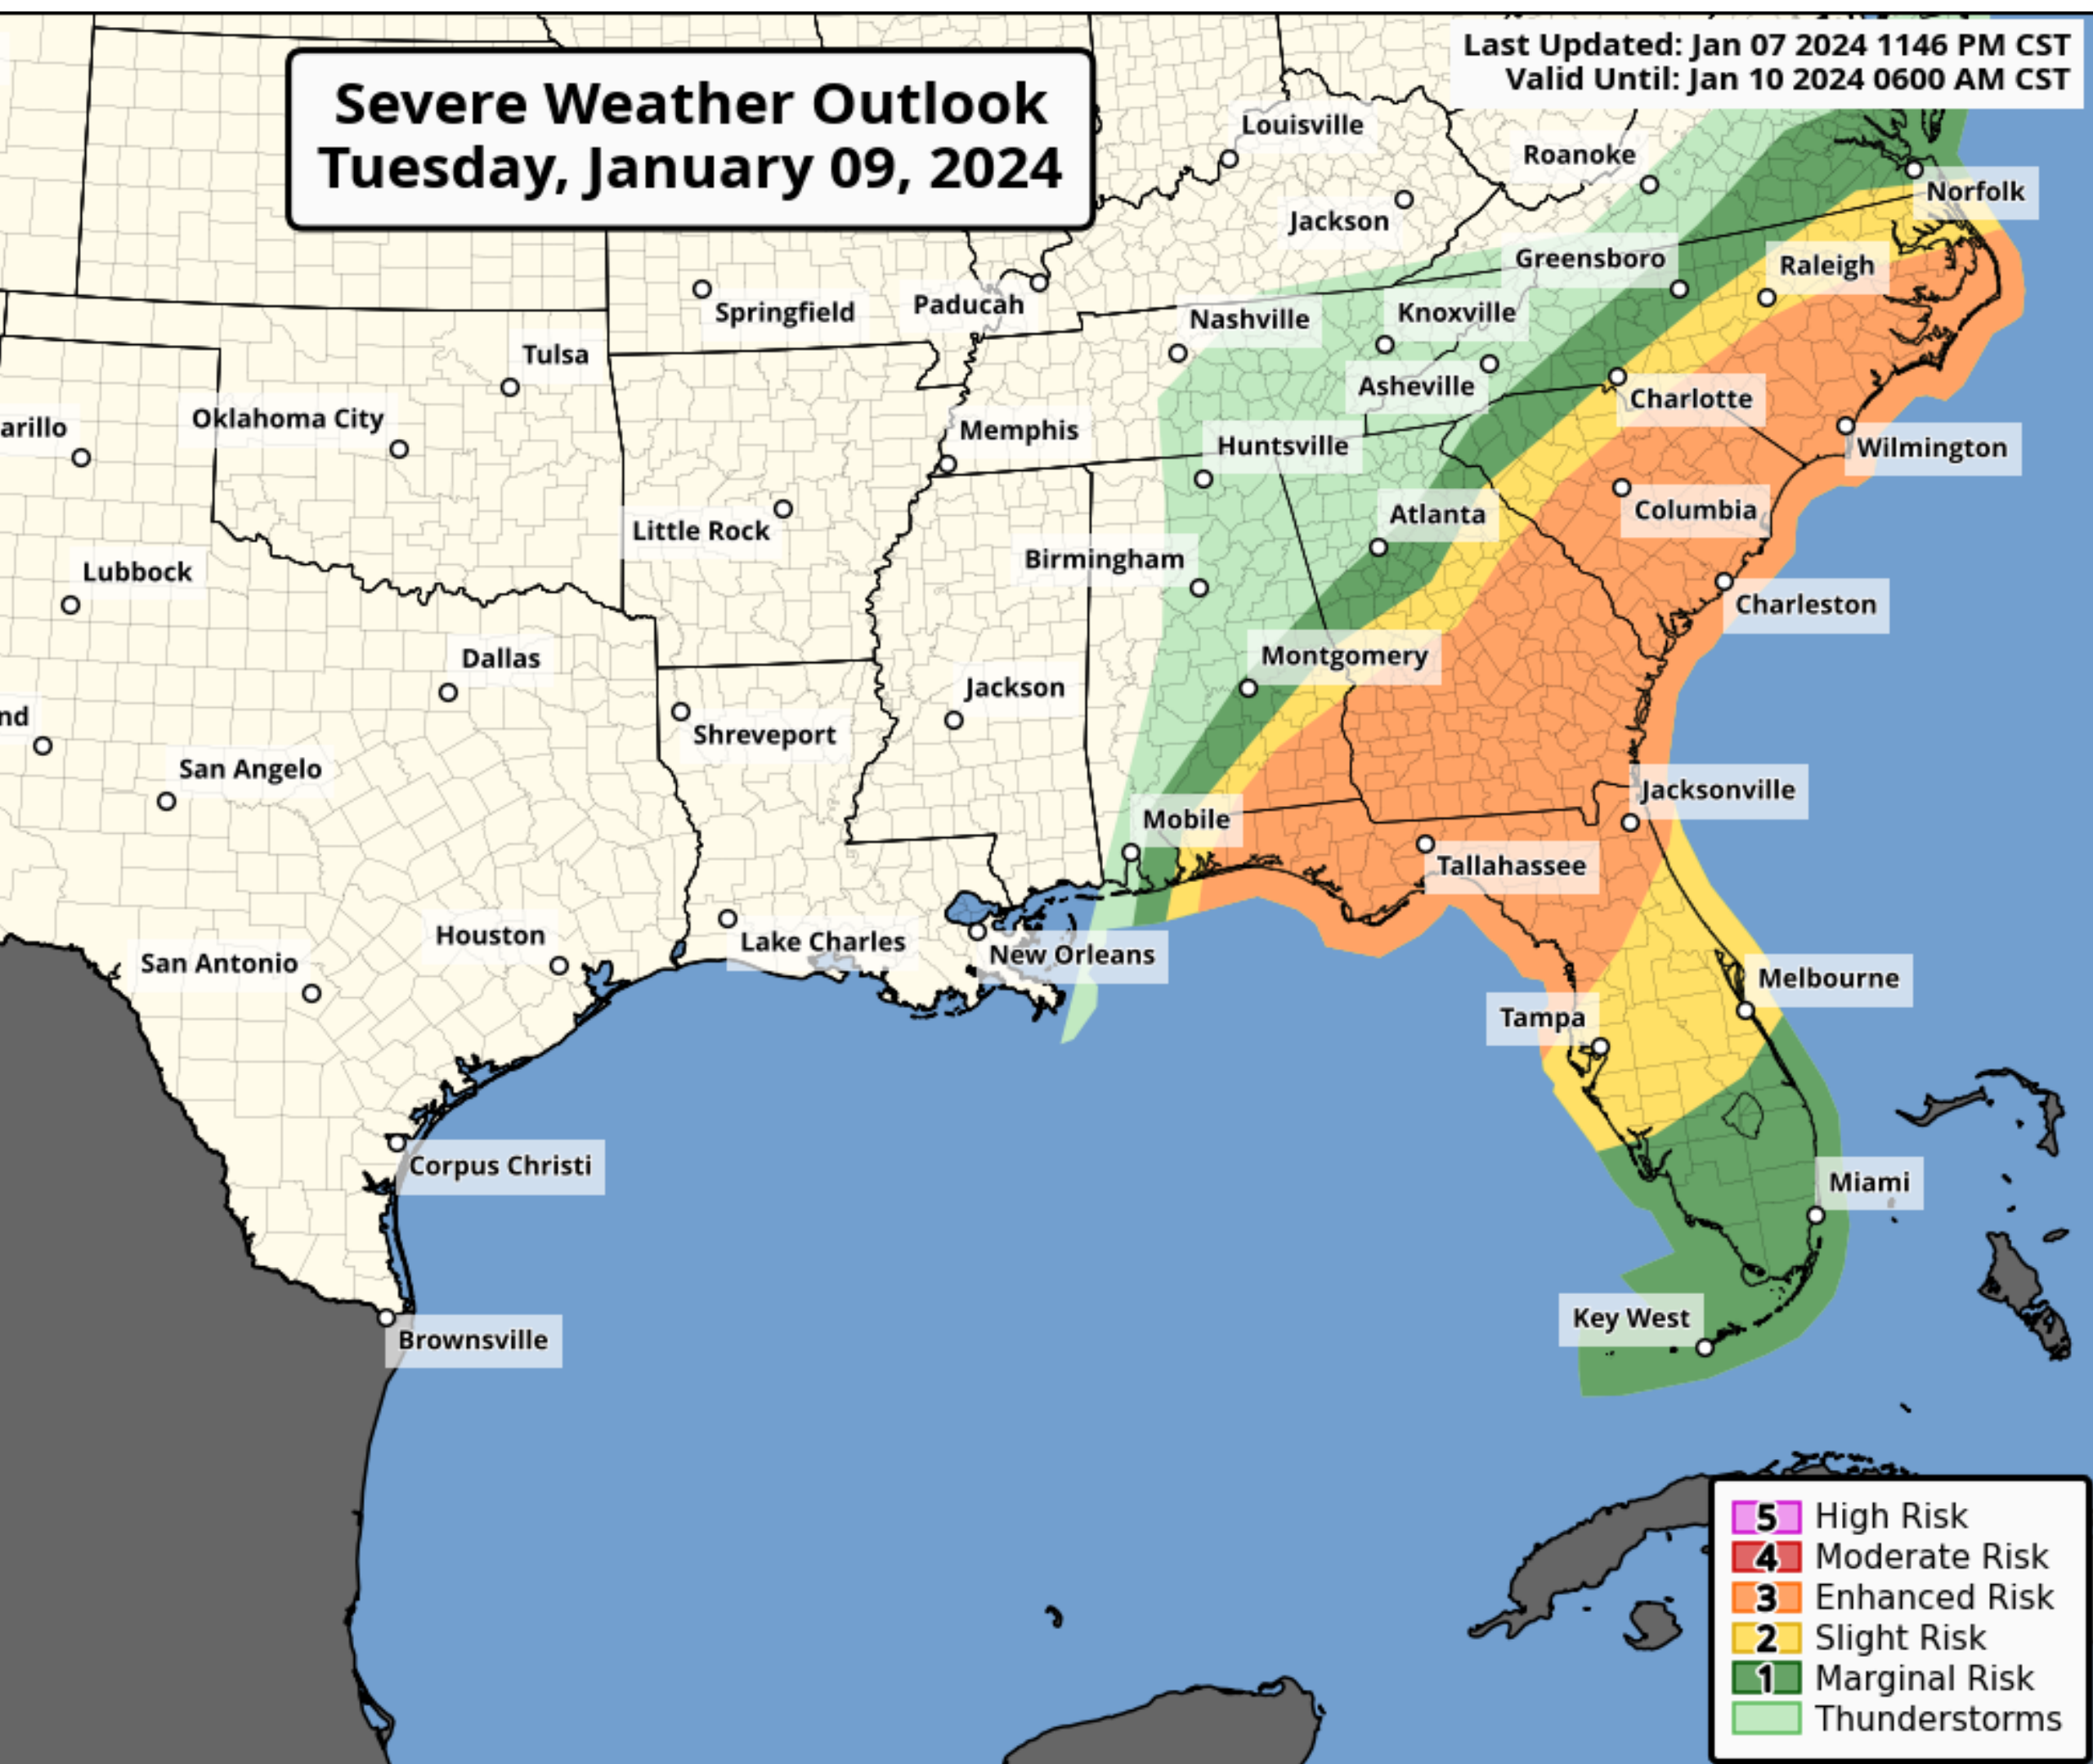 Last Updated: Jan 07 2024 1146 PM CST
Valid Until: Jan 10 2024 0600 AM CST
Severe Weather Outlook
Tuesday, January 09, 2024
Louisville
Roanoke
Norfolk
Jackson
Greensboro
Raleigh
Springfield
Paducah
Nashville
Knoxville
Tulsa
Asheville
Charlotte
Oklahoma City
arillo
Memphis
Huntsville
Wilmington
Little Rock
Atlanta
Columbia
Birmingham
Lubbock
Charleston
Dallas
Montgomery
Jackson
nd
Shreveport
San Angelo
Jacksonville
Mobile
Tallahassee
Houston
Lake Charles
New Orleans
San Antonio
Melbourne
Tampa
Corpus Christi
Miami
Key West
Brownsville
5 High Risk
4 Moderate Risk
3 Enhanced Risk
2 Slight Risk
1 Marginal Risk
Thunderstorms